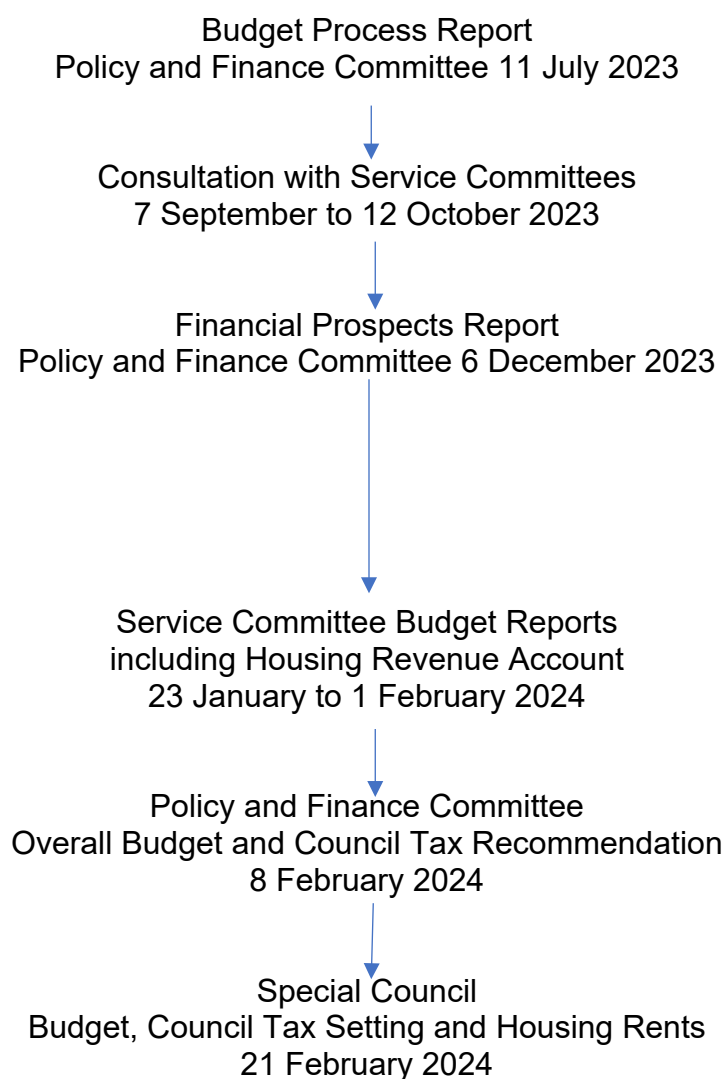 Budget Process Report
Policy and Finance Committee 11 July 2023
Consultation with Service Committees
7 September to 12 October 2023
Financial Prospects Report
Policy and Finance Committee 6 December 2023
Service Committee Budget Reports
including Housing Revenue Account
23 January to 1 February 2024
Policy and Finance Committee
Overall Budget and Council Tax Recommendation
8 February 2024
Special Council
Budget, Council Tax Setting and Housing Rents
21 February 2024